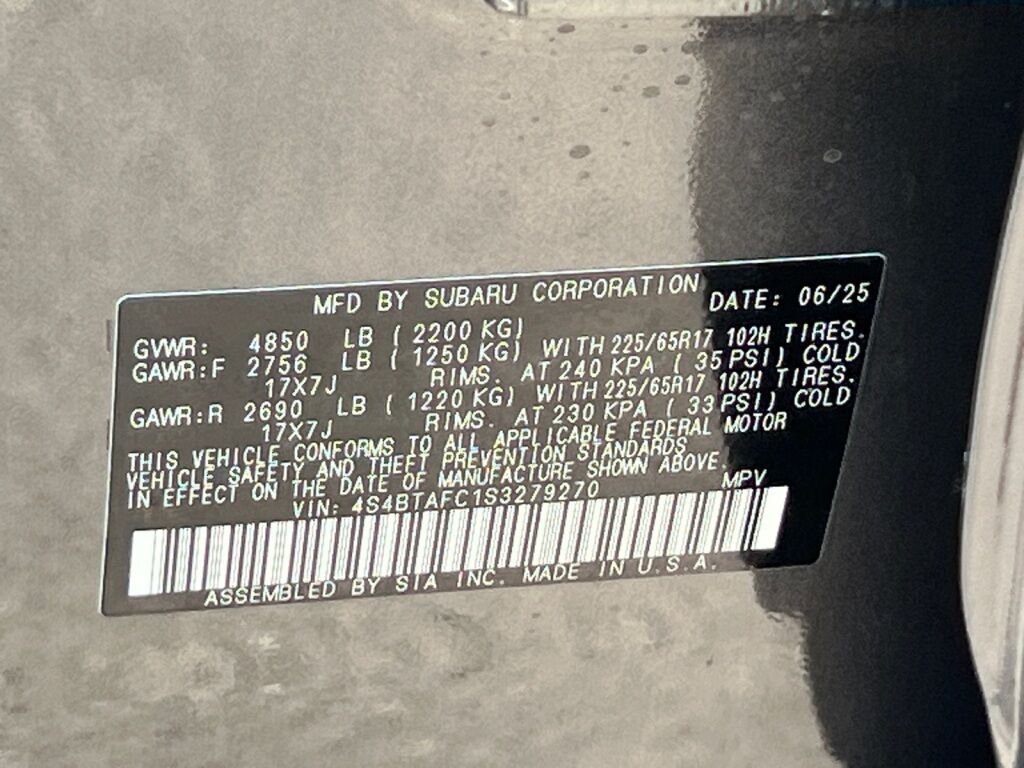 MFD BY SUBARU CORPORATION DATE: 06/25
GVWR: 4850 LB ( 2200 KG)
GAWR:F 2756 LB ( 1250 KG) WITH 225/65R17 102H TIRES.
17X7J RIMS. AT 240 KPA ( 35 PSI) COLD
GAWR:R 2690 LB ( 1220 KG) WITH 225/65R17 102H TIRES.
17X7J RIMS. AT 230 KPA ( 33 PSI) COLD
THIS VEHICLE CONFORMS TO ALL APPLICABLE FEDERAL MOTOR
VEHICLE SAFETY AND THEFT PREVENTION STANDARDS
IN EFFECT ON THE DATE OF MANUFACTURE SHOWN ABOVE.
VIN: 4S4BTAFC1S3279270 MPV
ASSEMBLED BY SIA INC. MADE IN U.S.A.